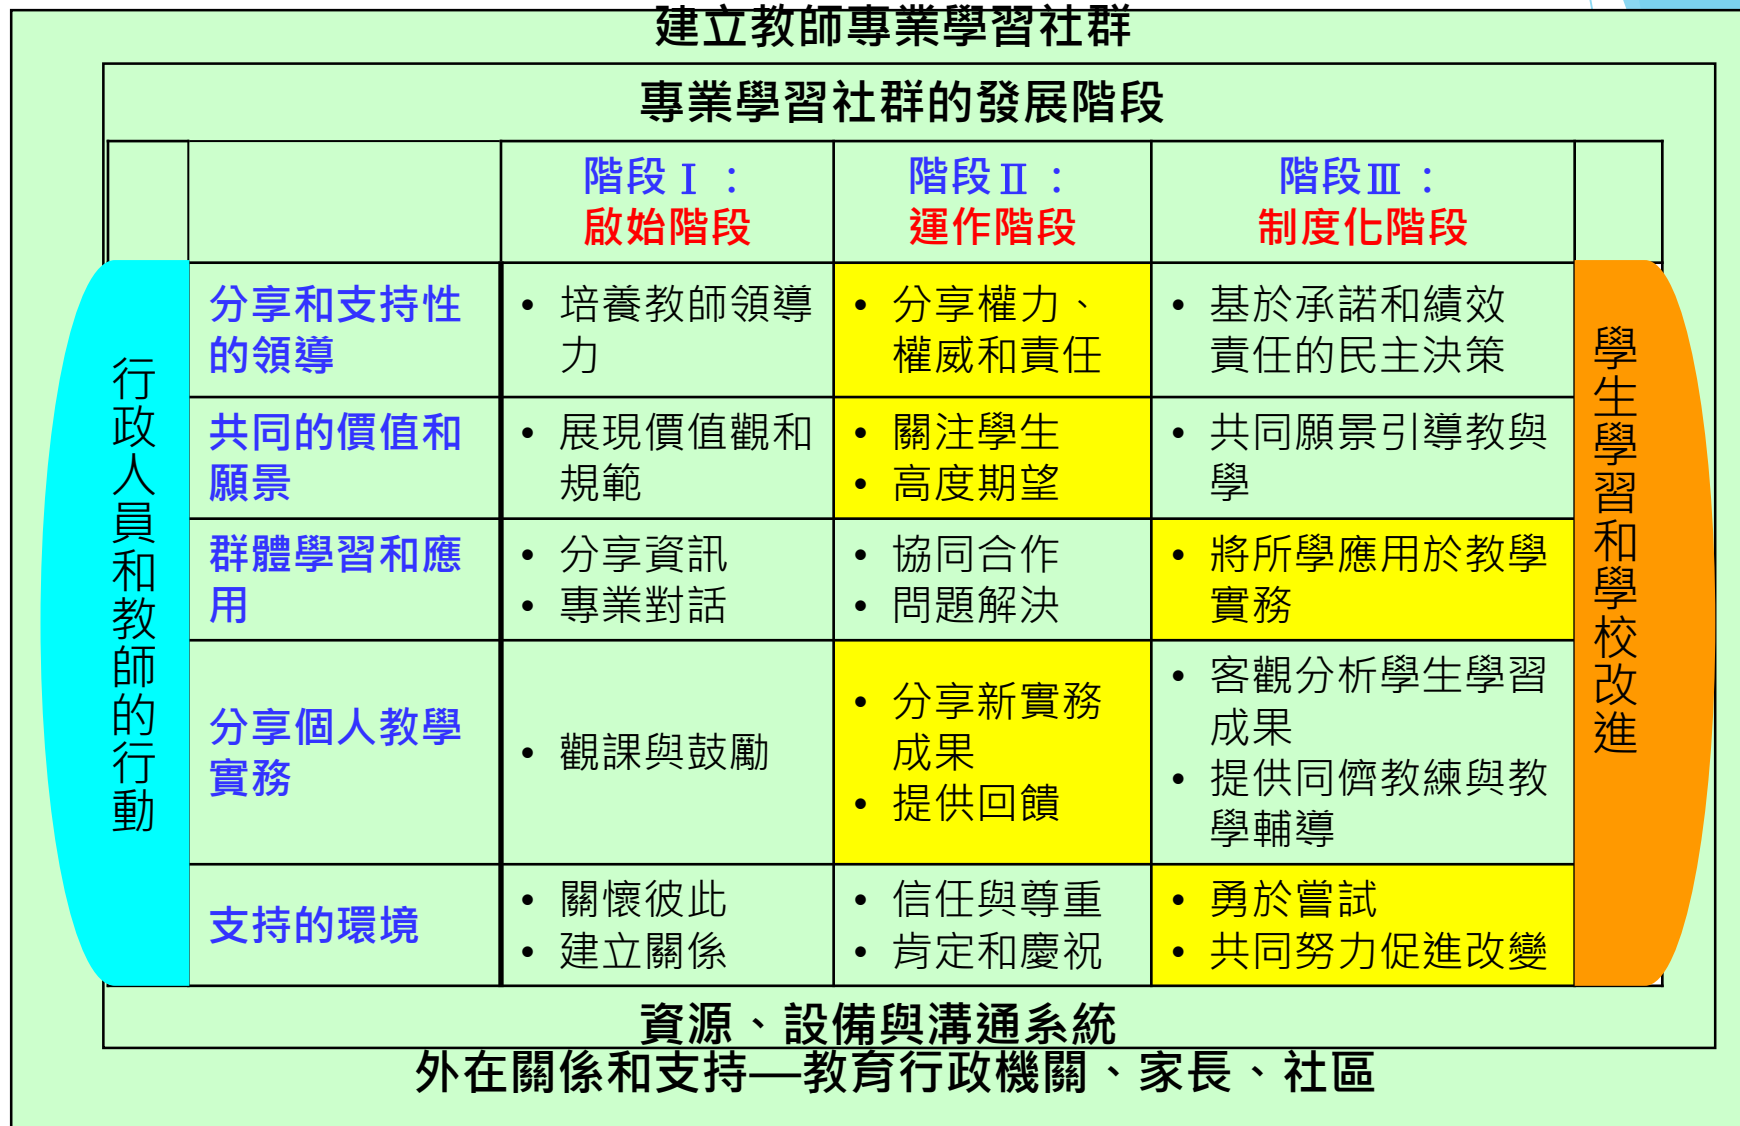 建立教師專業學習社群
專業學習社群的發展階段
階段Ⅰ：
啟始階段
階段Ⅱ：
運作階段
階段Ⅲ：
制度化階段
行政人員和教師的行動
分享和支持性
的領導
• 培養教師領導
力
• 分享權力、
權威和責任
• 基於承諾和績效
責任的民主決策
共同的價值和
願景
• 展現價值觀和
規範
• 關注學生
• 高度期望
• 共同願景引導教與
學
群體學習和應
用
• 分享資訊
• 專業對話
• 協同合作
• 問題解決
• 將所學應用於教學
實務
分享個人教學
實務
• 觀課與鼓勵
• 分享新實務
成果
• 提供回饋
• 客觀分析學生學習
成果
• 提供同儕教練與教
學輔導
支持的環境
• 關懷彼此
• 建立關係
• 信任與尊重
• 肯定和慶祝
• 勇於嘗試
• 共同努力促進改變
學生學習和學校改進
資源、設備與溝通系統
外在關係和支持—教育行政機關、家長、社區